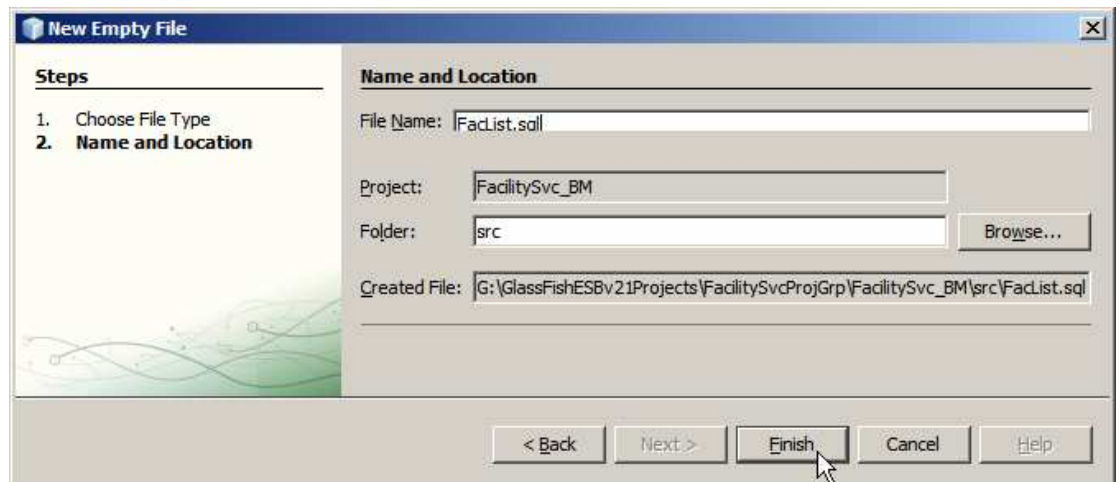 New Empty File
Steps
1. Choose File Type
2. Name and Location
Name and Location
File Name: FacList.sql
Project: FacilitySvc_BM
Folder: src Browse...
Created File: G:\GlassFishESBv21Projects\FacilitySvcProjGrp\FacilitySvc_BM\src\FacList.sql
< Back Next > Finish Cancel Help